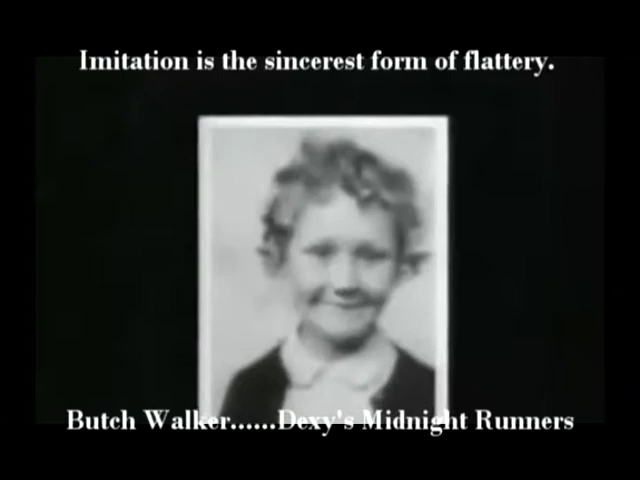 Imitation is the sincerest form of flattery.
Butch Walker......Dexy's Midnight Runners